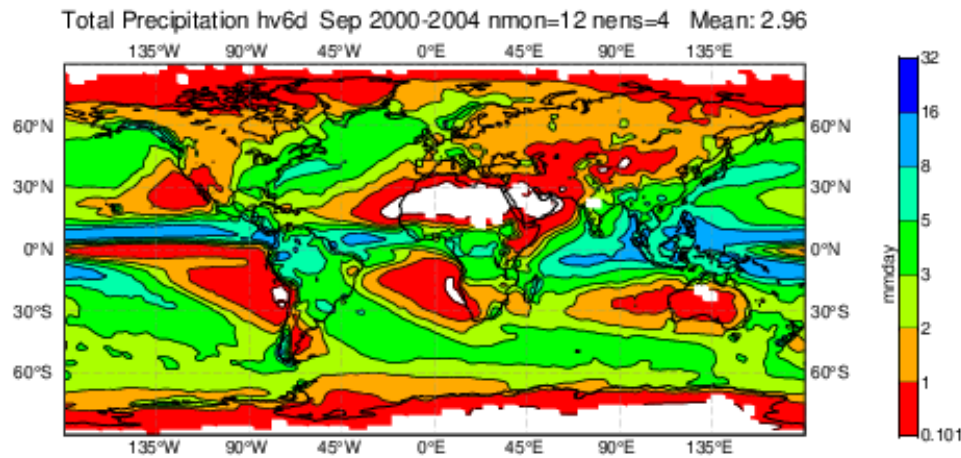 Total Precipitation hv6d Sep 2000-2004 nmon=12 nens=4 Mean: 2.96
135°W 90°W 45°W 0°E 45°E 90°E 135°E
60°N 60°N
30°N 30°N
0°N 0°N
30°S 30°S
60°S 60°S
135°W 90°W 45°W 0°E 45°E 90°E 135°E
32
16
8
5
3
2
1
0.101
mmday